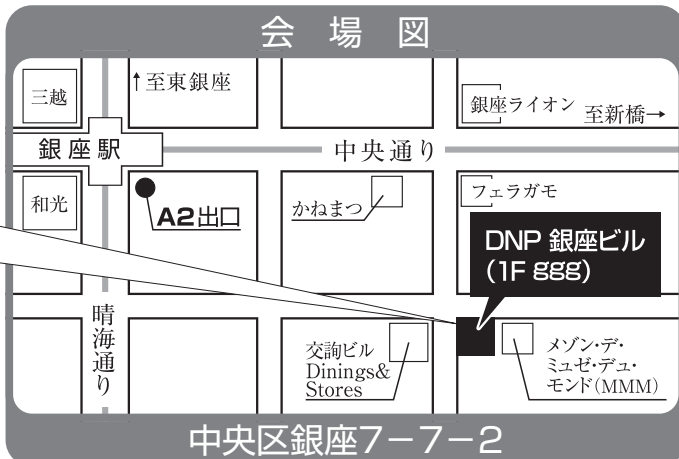 会場図
三越
↑至東銀座
銀座ライオン
至新橋→
銀座駅
中央通り
和光
A2出口
かねまつ
フェラガモ
DNP 銀座ビル
(1F ggg)
晴海通り
交詢ビル
Dinings&
Stores
メゾン・デ・
ミュゼ・デュ・
モンド(MMM)
中央区銀座7-7-2